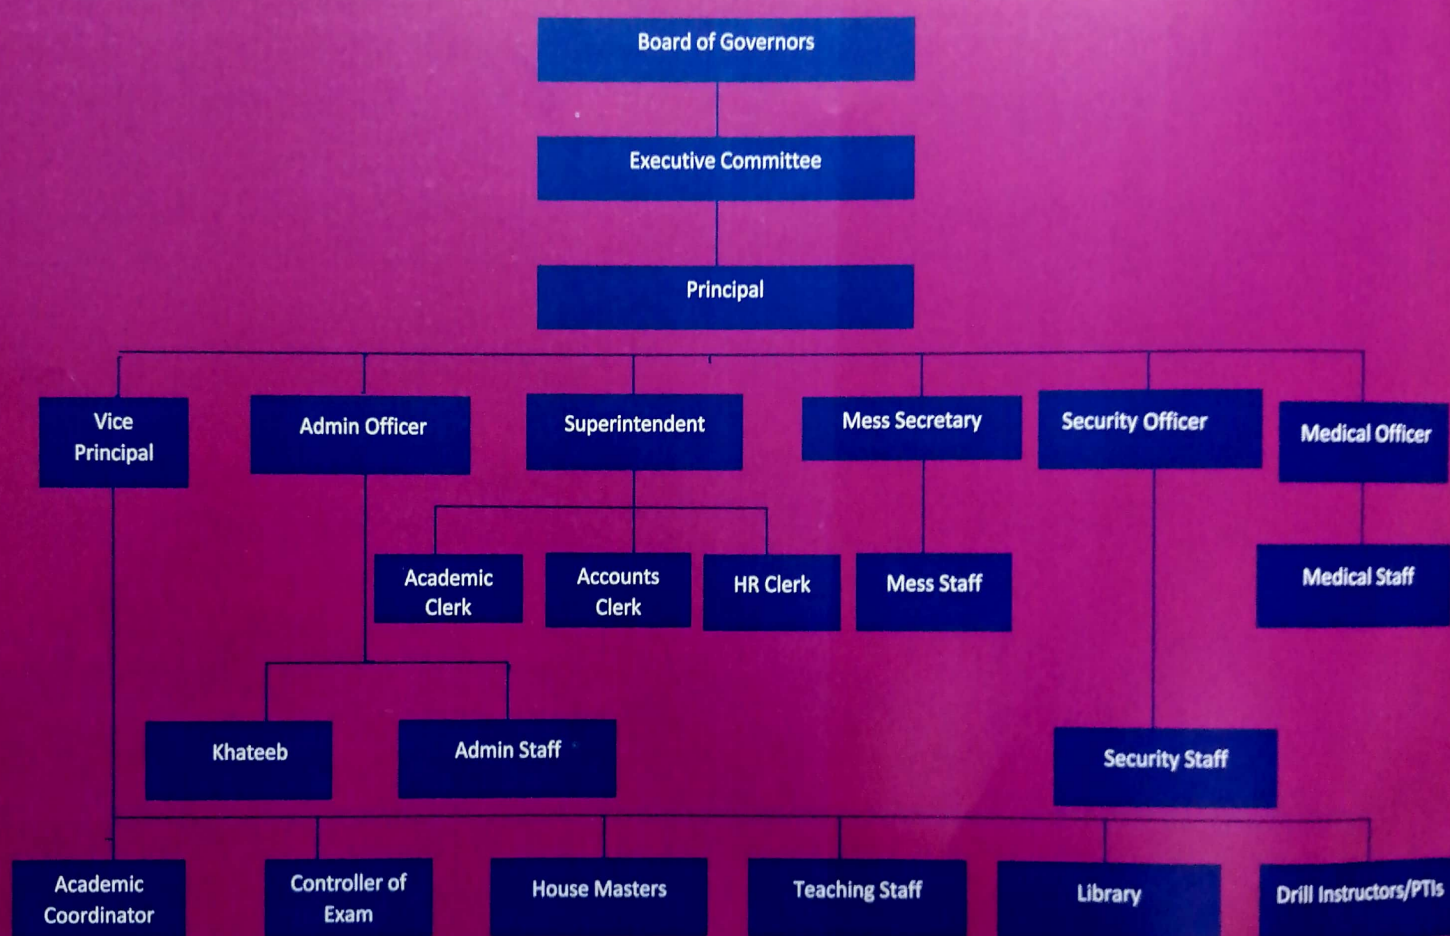 Board of Governors
Executive Committee
Principal
Vice
Principal
Admin Officer
Superintendent
Mess Secretary
Security Officer
Medical Officer
Academic
Clerk
Accounts
Clerk
HR Clerk
Mess Staff
Medical Staff
Khateeb
Admin Staff
Security Staff
Academic
Coordinator
Controller of
Exam
House Masters
Teaching Staff
Library
Drill Instructors/PTIs